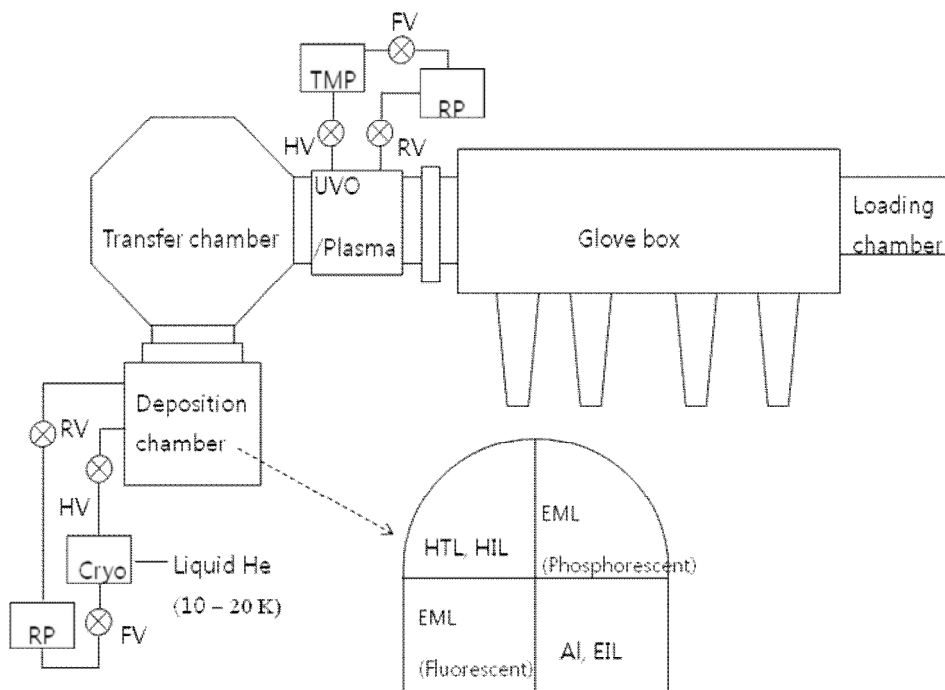 FV
TMP
RP
HV
RV
UVO
/Plasma
Transfer chamber
Glove box
Loading
chamber
Deposition
chamber
RV
HV
Cryo
Liquid He
(10 – 20 K)
RP
FV
HTL, HIL
EML
(Phosphorescent)
EML
(Fluorescent)
Al, EIL